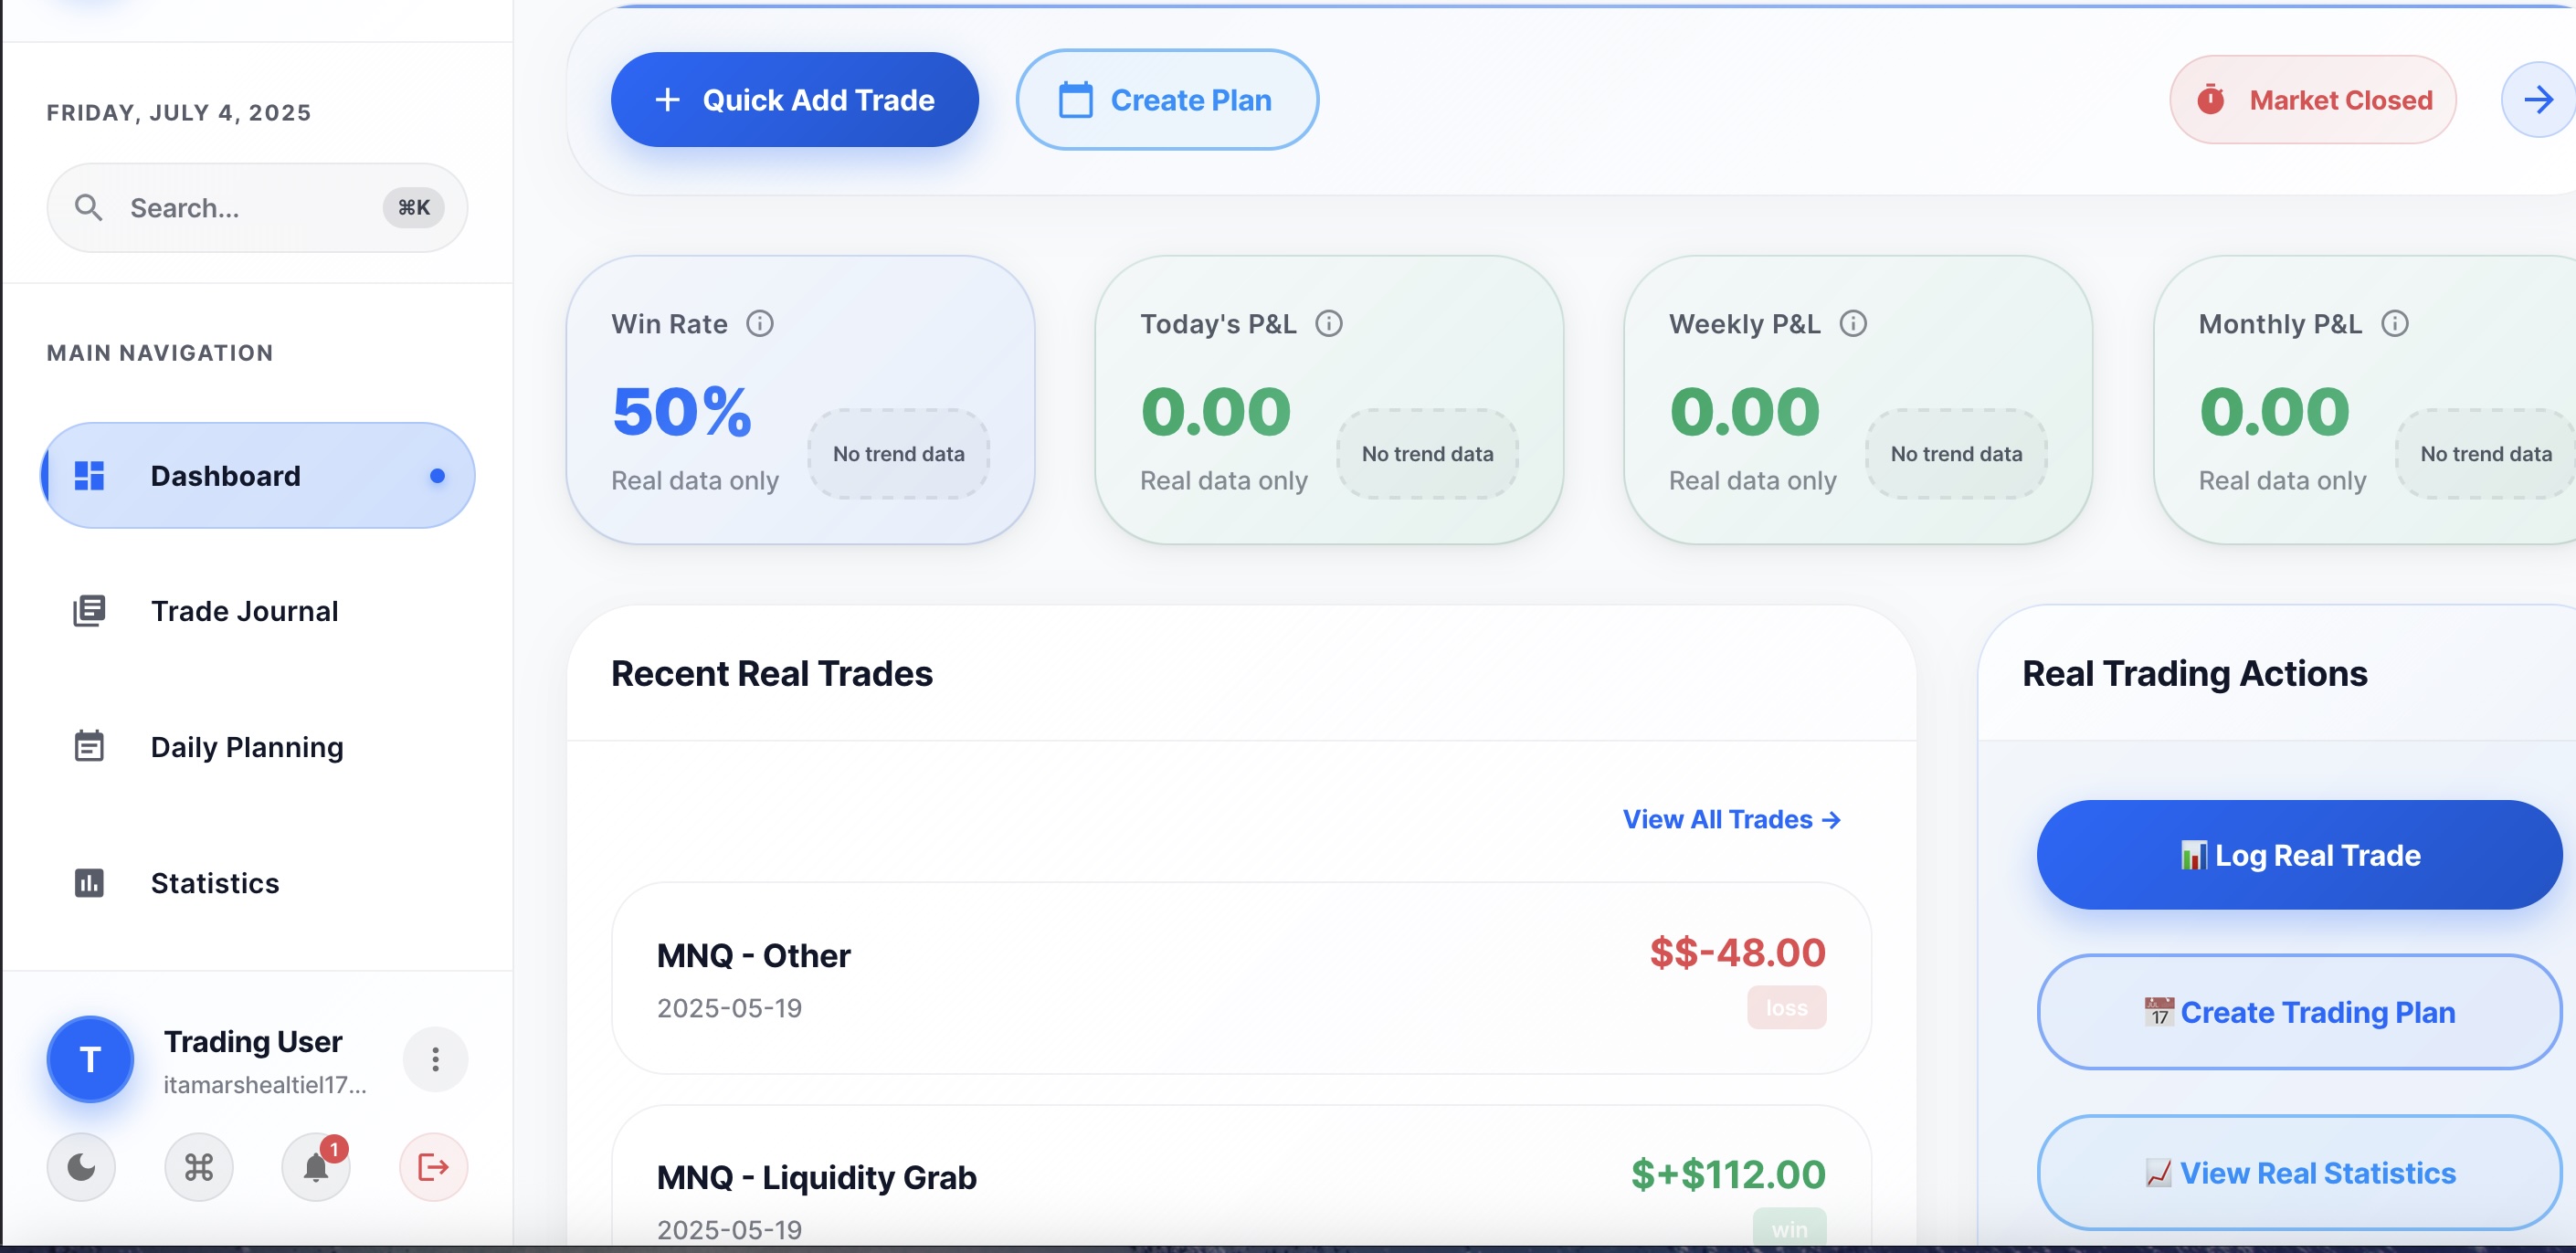 FRIDAY, JULY 4, 2025
Search...
⌘K
MAIN NAVIGATION
Dashboard
Trade Journal
Daily Planning
Statistics
T
Trading User
itamarshealtiel17...
1
+ Quick Add Trade
Create Plan
Market Closed
Win Rate
50%
Real data only
No trend data
Today's P&L
0.00
Real data only
No trend data
Weekly P&L
0.00
Real data only
No trend data
Monthly P&L
0.00
Real data only
No trend data
Recent Real Trades
View All Trades →
MNQ - Other
$$-48.00
2025-05-19
loss
MNQ - Liquidity Grab
$+$112.00
2025-05-19
win
Real Trading Actions
📊 Log Real Trade
📅 Create Trading Plan
📈 View Real Statistics